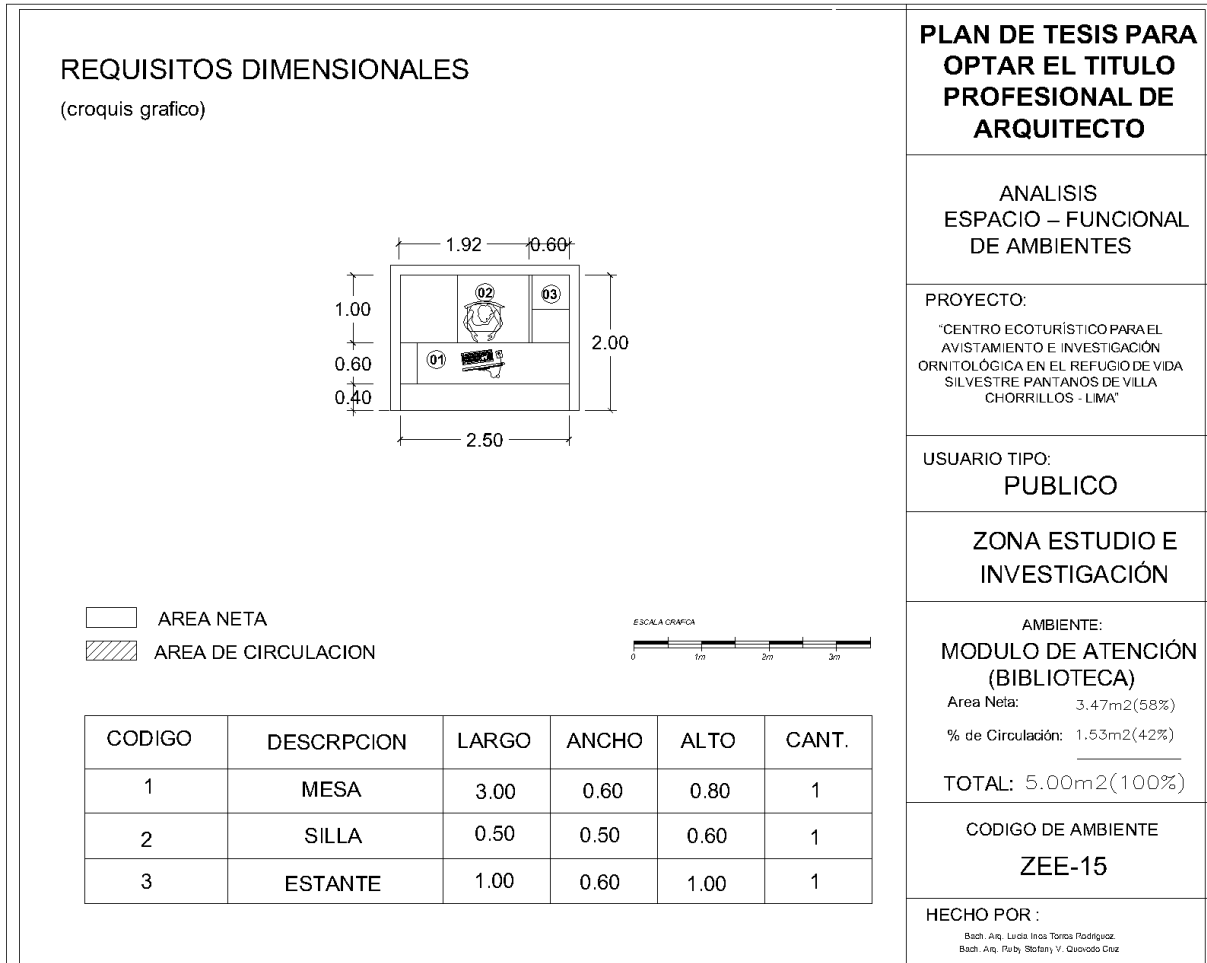 REQUISITOS DIMENSIONALES
(croquis grafico)
1.92
0.60
1.00
0.60
0.40
2.00
2.50
01
02
03
AREA NETA
AREA DE CIRCULACION
ESCALA GRAFICA
0 1m 2m 3m
CODIGO DESCRPCION LARGO ANCHO ALTO CANT.
1 MESA 3.00 0.60 0.80 1
2 SILLA 0.50 0.50 0.60 1
3 ESTANTE 1.00 0.60 1.00 1
PLAN DE TESIS PARA
OPTAR EL TITULO
PROFESIONAL DE
ARQUITECTO
ANALISIS
ESPACIO – FUNCIONAL
DE AMBIENTES
PROYECTO:
"CENTRO ECOTURÍSTICO PARA EL
AVISTAMIENTO E INVESTIGACIÓN
ORNITOLÓGICA EN EL REFUGIO DE VIDA
SILVESTRE PANTANOS DE VILLA
CHORRILLOS - LIMA"
USUARIO TIPO:
PUBLICO
ZONA ESTUDIO E
INVESTIGACIÓN
AMBIENTE:
MODULO DE ATENCIÓN
(BIBLIOTECA)
Area Neta: 3.47m2(58%)
% de Circulación: 1.53m2(42%)
TOTAL: 5.00m2(100%)
CODIGO DE AMBIENTE
ZEE-15
HECHO POR :
Bach. Arq. Lucia Ines Torres Rodriguez.
Bach. Arq. Ruby Stefany V. Quevedo Cruz